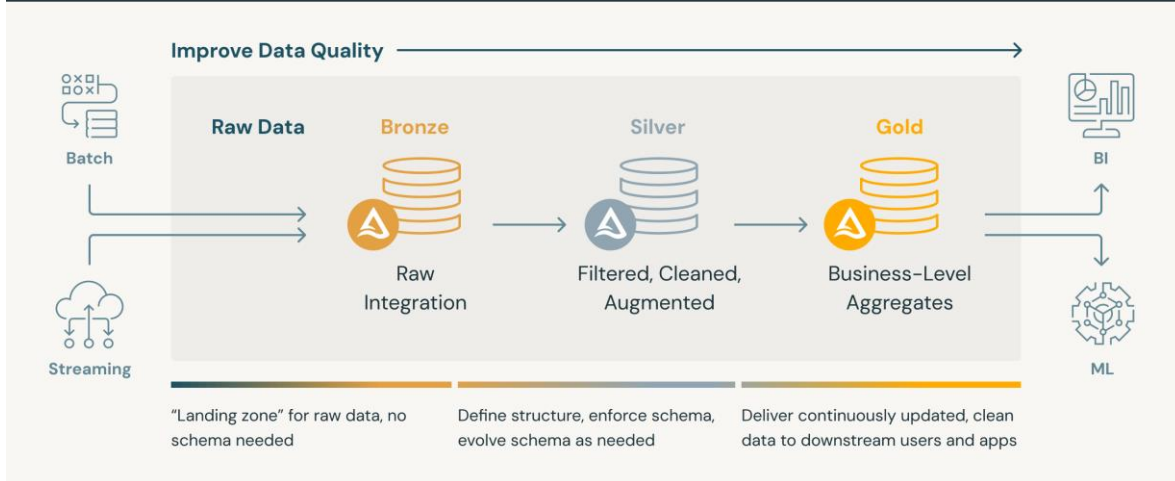 Improve Data Quality
Batch
Streaming
Raw Data
Bronze
Raw
Integration
Silver
Filtered, Cleaned,
Augmented
Gold
Business-Level
Aggregates
BI
ML
“Landing zone” for raw data, no
schema needed
Define structure, enforce schema,
evolve schema as needed
Deliver continuously updated, clean
data to downstream users and apps